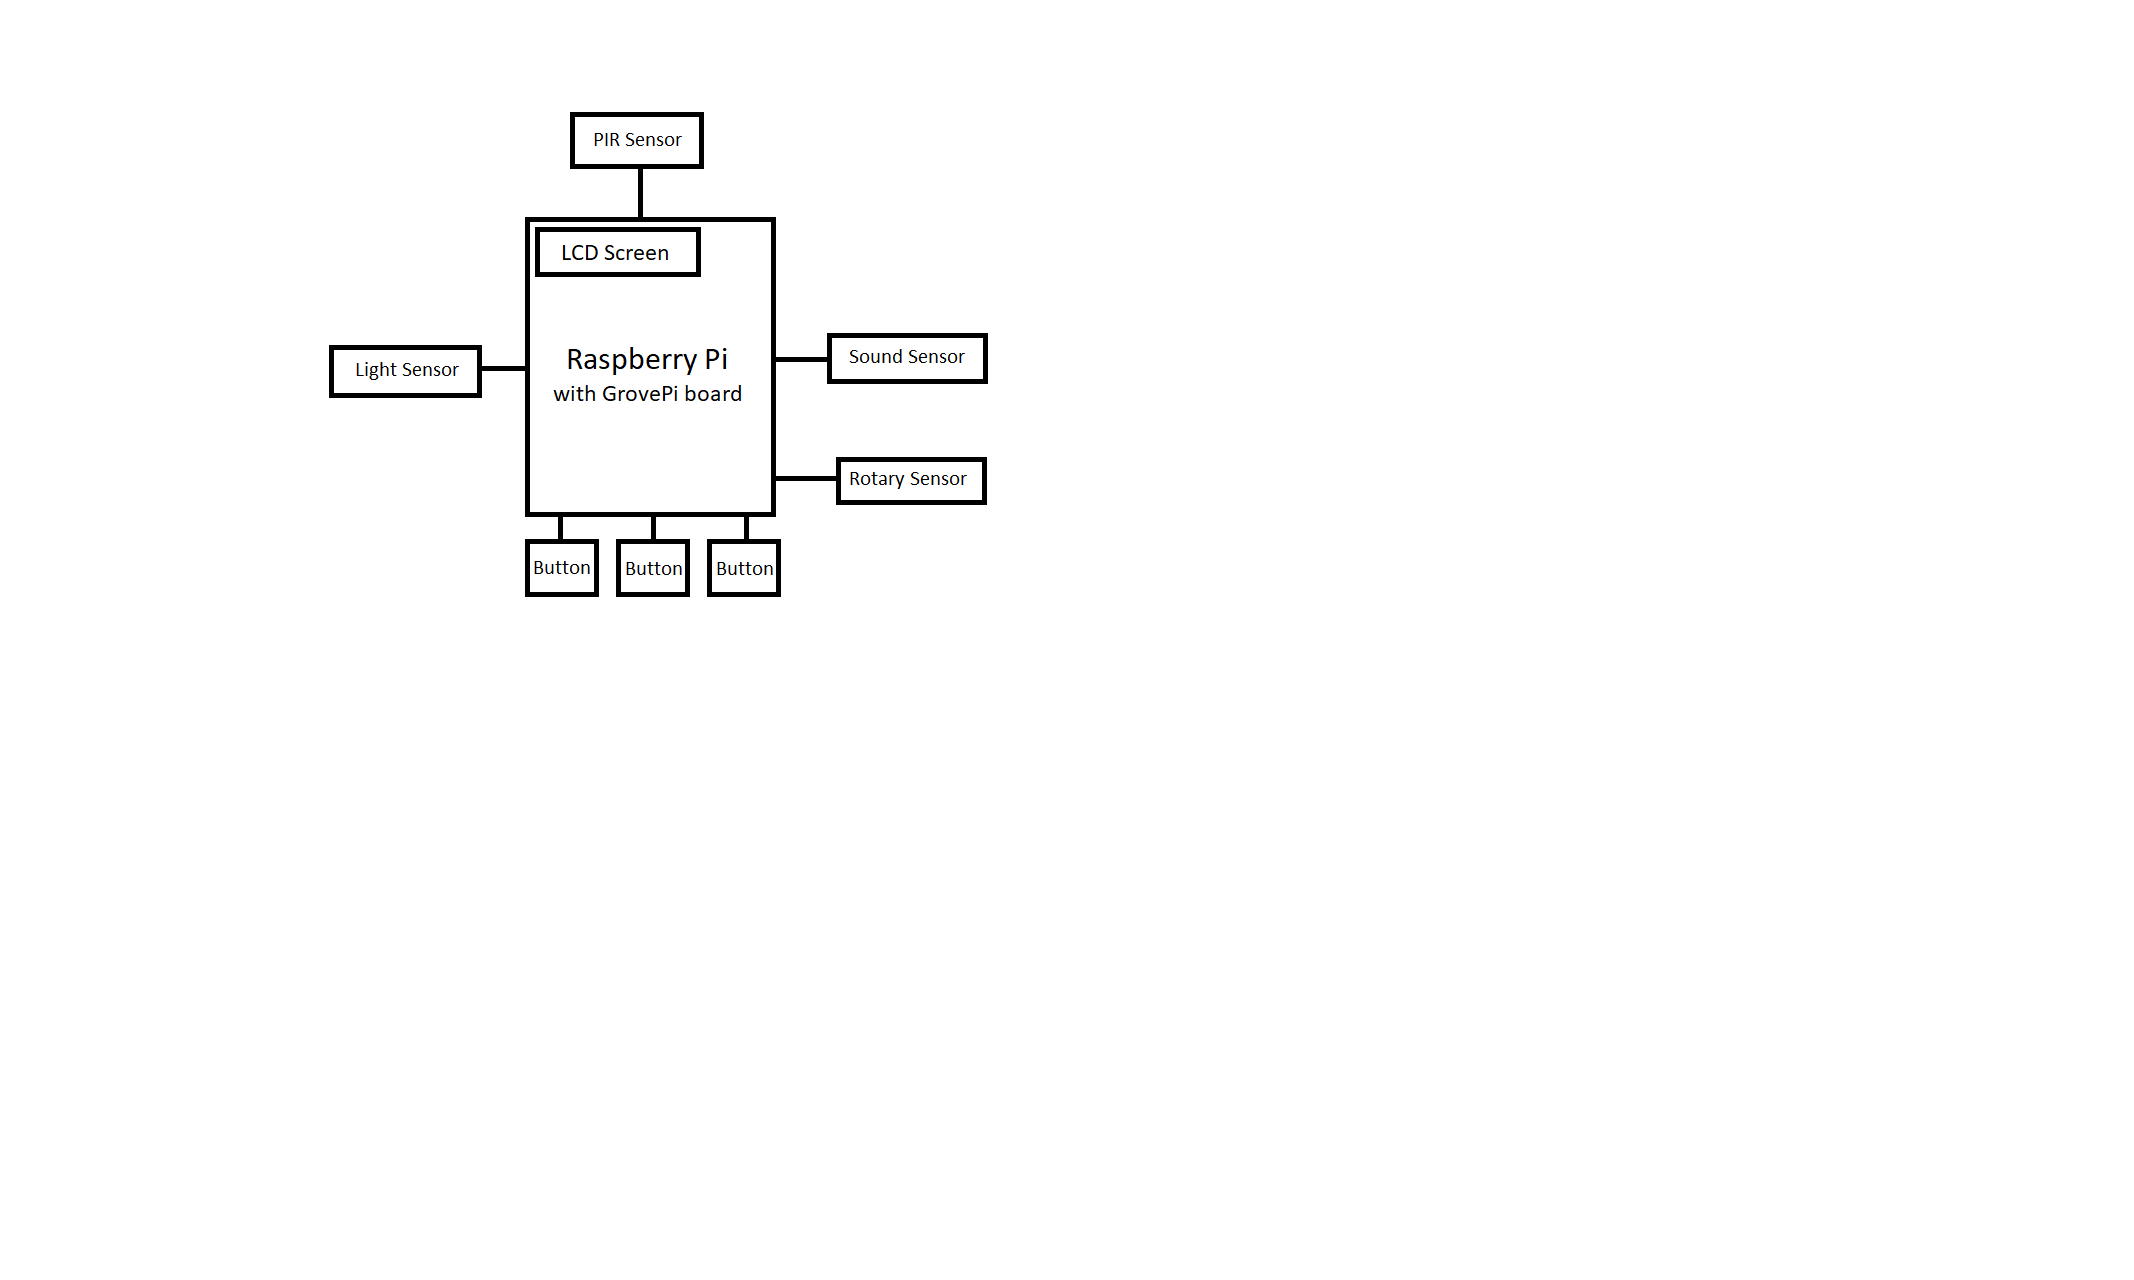 PIR Sensor
LCD Screen
Raspberry Pi
with GrovePi board
Light Sensor
Sound Sensor
Rotary Sensor
Button
Button
Button